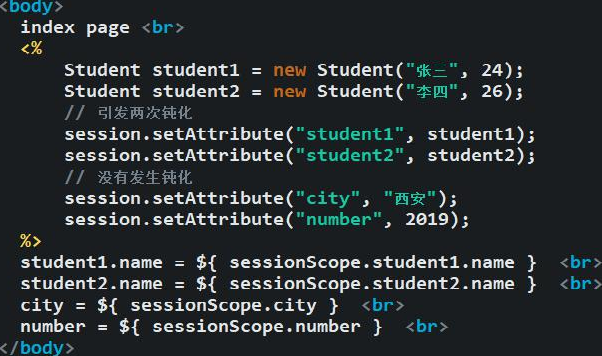 <body>
index page <br>
<%
Student student1 = new Student("张三", 24);
Student student2 = new Student("李四", 26);
// 引发两次钝化
session.setAttribute("student1", student1);
session.setAttribute("student2", student2);
// 没有发生钝化
session.setAttribute("city", "西安");
session.setAttribute("number", 2019);
%>
student1.name = ${ sessionScope.student1.name } <br>
student2.name = ${ sessionScope.student2.name } <br>
city = ${ sessionScope.city } <br>
number = ${ sessionScope.number } <br>
</body>